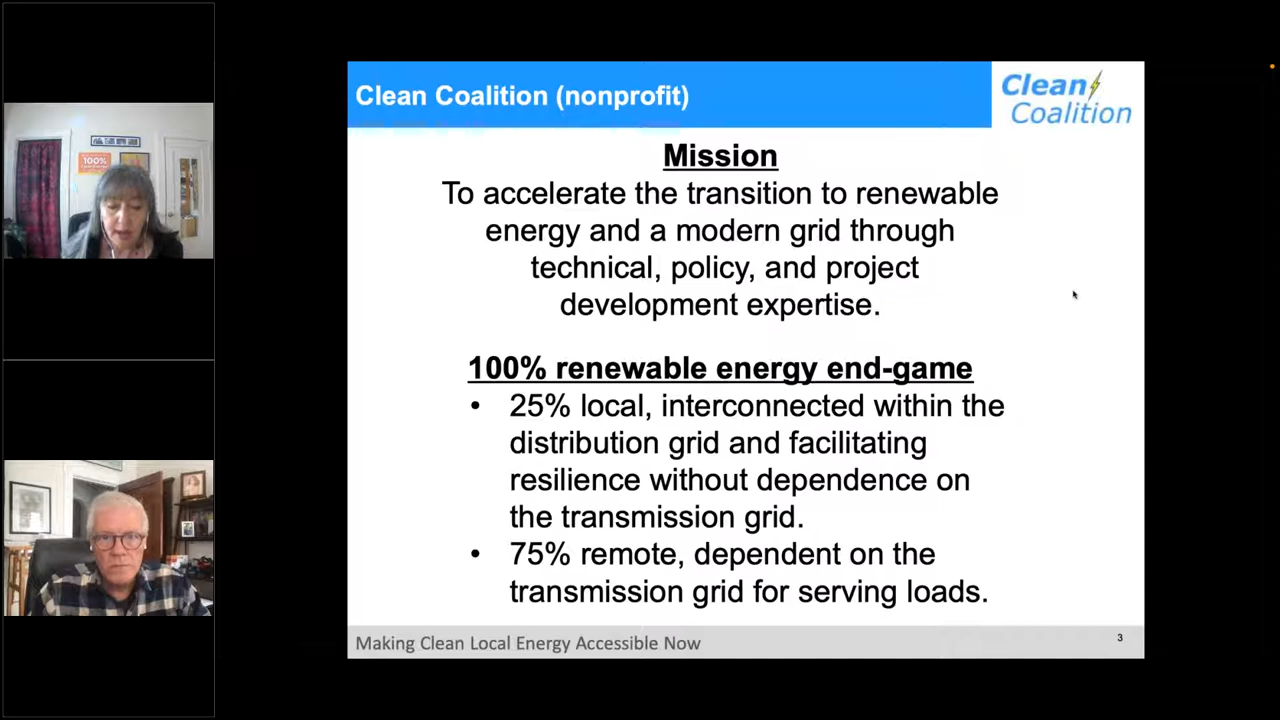 Clean Coalition (nonprofit)
Clean
Coalition
Mission
To accelerate the transition to renewable
energy and a modern grid through
technical, policy, and project
development expertise.
100% renewable energy end-game
• 25% local, interconnected within the
distribution grid and facilitating
resilience without dependence on
the transmission grid.
• 75% remote, dependent on the
transmission grid for serving loads.
Making Clean Local Energy Accessible Now
3
100%